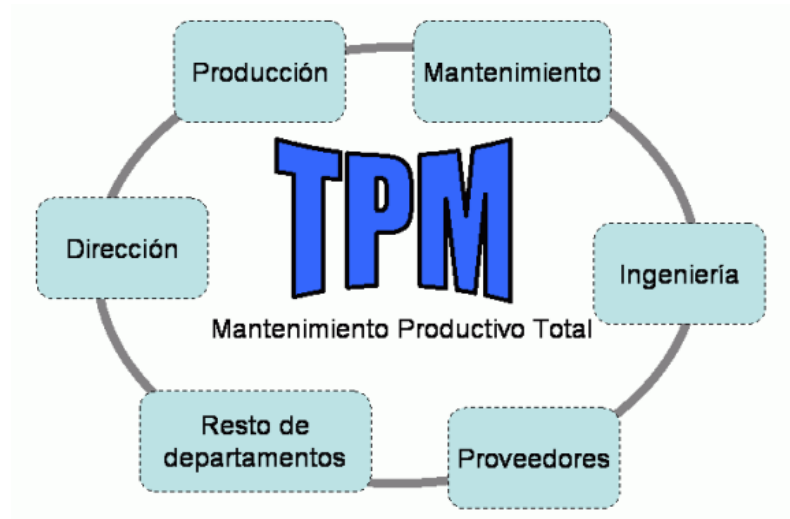 Producción
Mantenimiento
TPM
Dirección
Ingeniería
Mantenimiento Productivo Total
Resto de
departamentos
Proveedores